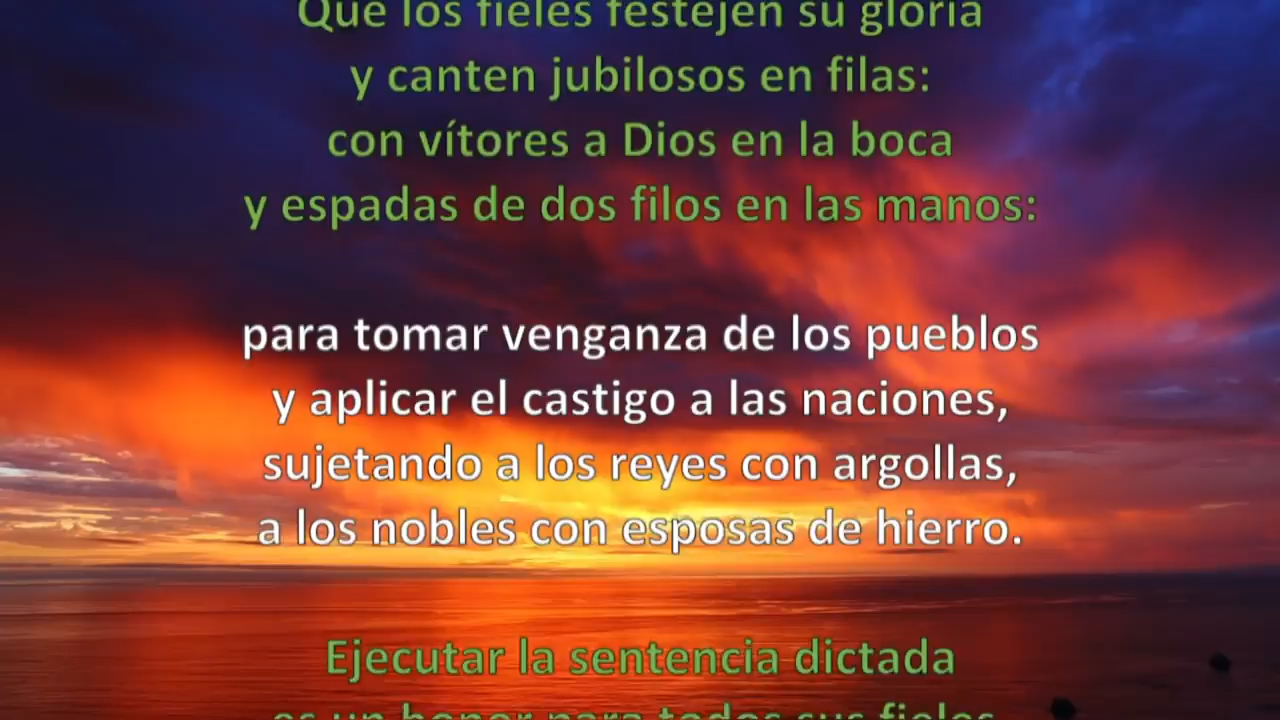 Que los fieles festejen su gloria
y canten jubilosos en filas:
con vítores a Dios en la boca
y espadas de dos filos en las manos:
para tomar venganza de los pueblos
y aplicar el castigo a las naciones,
sujetando a los reyes con argollas,
a los nobles con esposas de hierro.
Ejecutar la sentencia dictada
es un honor para todos sus fieles.